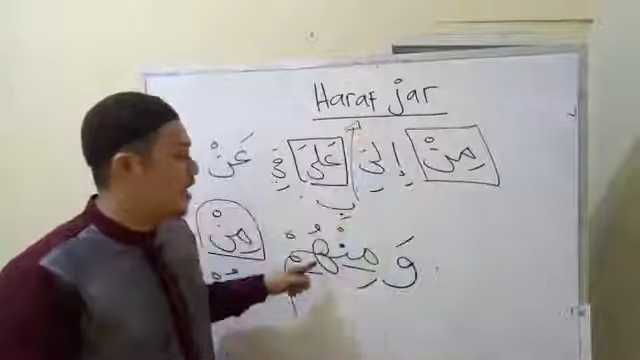 Haraf jar
مِنْ إِلَى عَلَى فِي عَنْ
بِ
وَمِنْهُمْ مِنْ